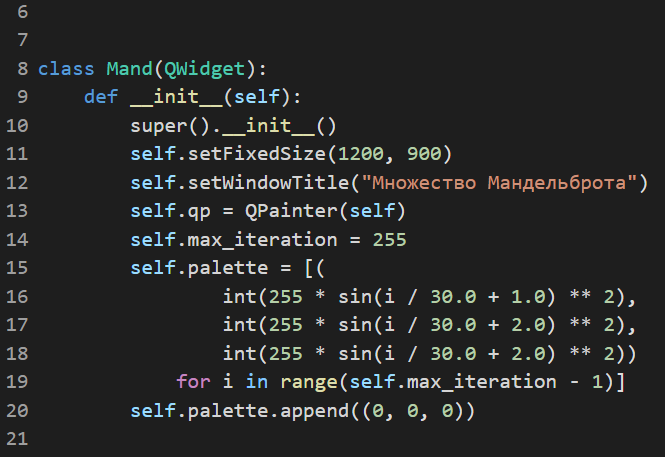 6
7
8 class Mand(QWidget):
9     def __init__(self):
10         super().__init__()
11         self.setFixedSize(1200, 900)
12         self.setWindowTitle("Множество Мандельброта")
13         self.qp = QPainter(self)
14         self.max_iteration = 255
15         self.palette = [(
16                 int(255 * sin(i / 30.0 + 1.0) ** 2),
17                 int(255 * sin(i / 30.0 + 2.0) ** 2),
18                 int(255 * sin(i / 30.0 + 2.0) ** 2))
19             for i in range(self.max_iteration - 1)]
20         self.palette.append((0, 0, 0))
21